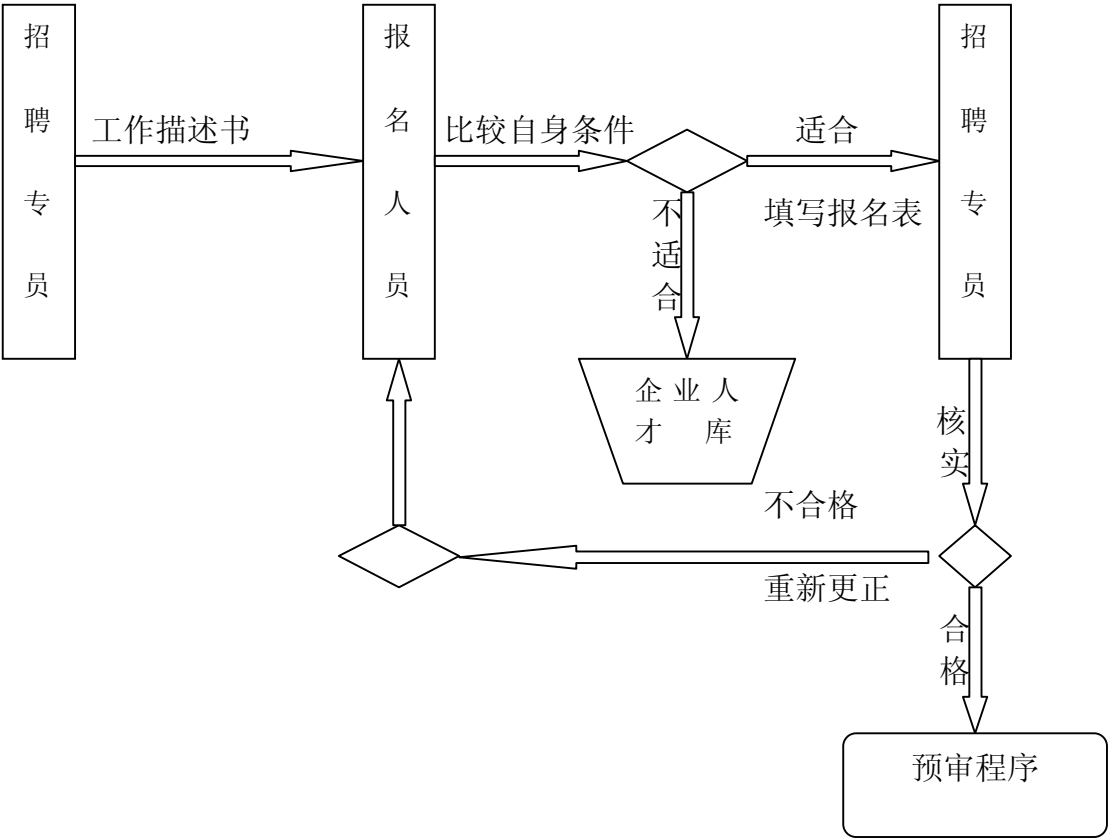 招聘专员
工作描述书
报名人员
比较自身条件
适合
填写报名表
招聘专员
不适合
企业人
才库
核实
不合格
重新更正
合格
预审程序